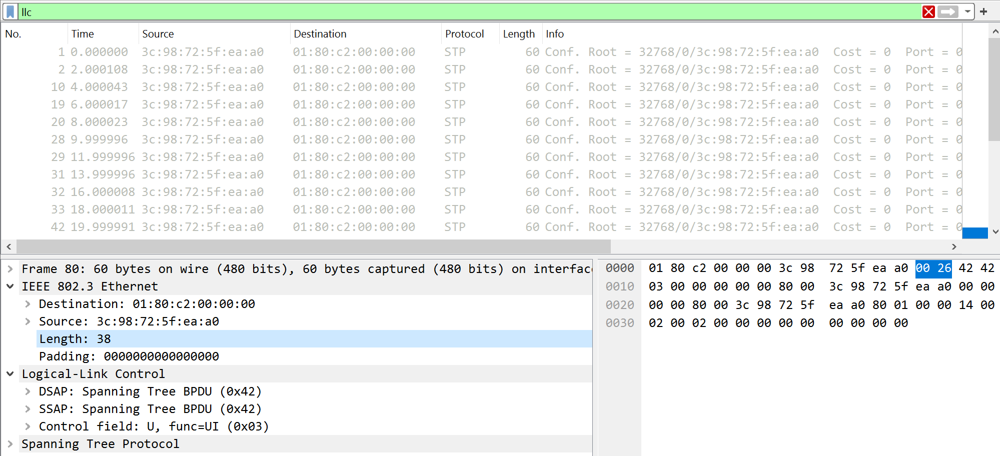 llc
No. Time Source Destination Protocol Length Info
1 0.000000 3c:98:72:5f:ea:a0 01:80:c2:00:00:00 STP 60 Conf. Root = 32768/0/3c:98:72:5f:ea:a0 Cost = 0 Port = 0
2 2.000108 3c:98:72:5f:ea:a0 01:80:c2:00:00:00 STP 60 Conf. Root = 32768/0/3c:98:72:5f:ea:a0 Cost = 0 Port = 0
10 4.000043 3c:98:72:5f:ea:a0 01:80:c2:00:00:00 STP 60 Conf. Root = 32768/0/3c:98:72:5f:ea:a0 Cost = 0 Port = 0
19 6.000017 3c:98:72:5f:ea:a0 01:80:c2:00:00:00 STP 60 Conf. Root = 32768/0/3c:98:72:5f:ea:a0 Cost = 0 Port = 0
20 8.000023 3c:98:72:5f:ea:a0 01:80:c2:00:00:00 STP 60 Conf. Root = 32768/0/3c:98:72:5f:ea:a0 Cost = 0 Port = 0
28 9.999996 3c:98:72:5f:ea:a0 01:80:c2:00:00:00 STP 60 Conf. Root = 32768/0/3c:98:72:5f:ea:a0 Cost = 0 Port = 0
29 11.999996 3c:98:72:5f:ea:a0 01:80:c2:00:00:00 STP 60 Conf. Root = 32768/0/3c:98:72:5f:ea:a0 Cost = 0 Port = 0
31 13.999996 3c:98:72:5f:ea:a0 01:80:c2:00:00:00 STP 60 Conf. Root = 32768/0/3c:98:72:5f:ea:a0 Cost = 0 Port = 0
32 16.000008 3c:98:72:5f:ea:a0 01:80:c2:00:00:00 STP 60 Conf. Root = 32768/0/3c:98:72:5f:ea:a0 Cost = 0 Port = 0
33 18.000011 3c:98:72:5f:ea:a0 01:80:c2:00:00:00 STP 60 Conf. Root = 32768/0/3c:98:72:5f:ea:a0 Cost = 0 Port = 0
42 19.999991 3c:98:72:5f:ea:a0 01:80:c2:00:00:00 STP 60 Conf. Root = 32768/0/3c:98:72:5f:ea:a0 Cost = 0 Port = 0
Frame 80: 60 bytes on wire (480 bits), 60 bytes captured (480 bits) on interfac
IEEE 802.3 Ethernet
Destination: 01:80:c2:00:00:00
Source: 3c:98:72:5f:ea:a0
Length: 38
Padding: 0000000000000000
Logical-Link Control
DSAP: Spanning Tree BPDU (0x42)
SSAP: Spanning Tree BPDU (0x42)
Control field: U, func=UI (0x03)
Spanning Tree Protocol
0000 01 80 c2 00 00 00 3c 98 72 5f ea a0 00 26 42 42
0010 03 00 00 00 00 00 80 00 3c 98 72 5f ea a0 00 00
0020 00 00 80 00 3c 98 72 5f ea a0 80 01 00 00 14 00
0030 02 00 02 00 00 00 00 00 00 00 00 00